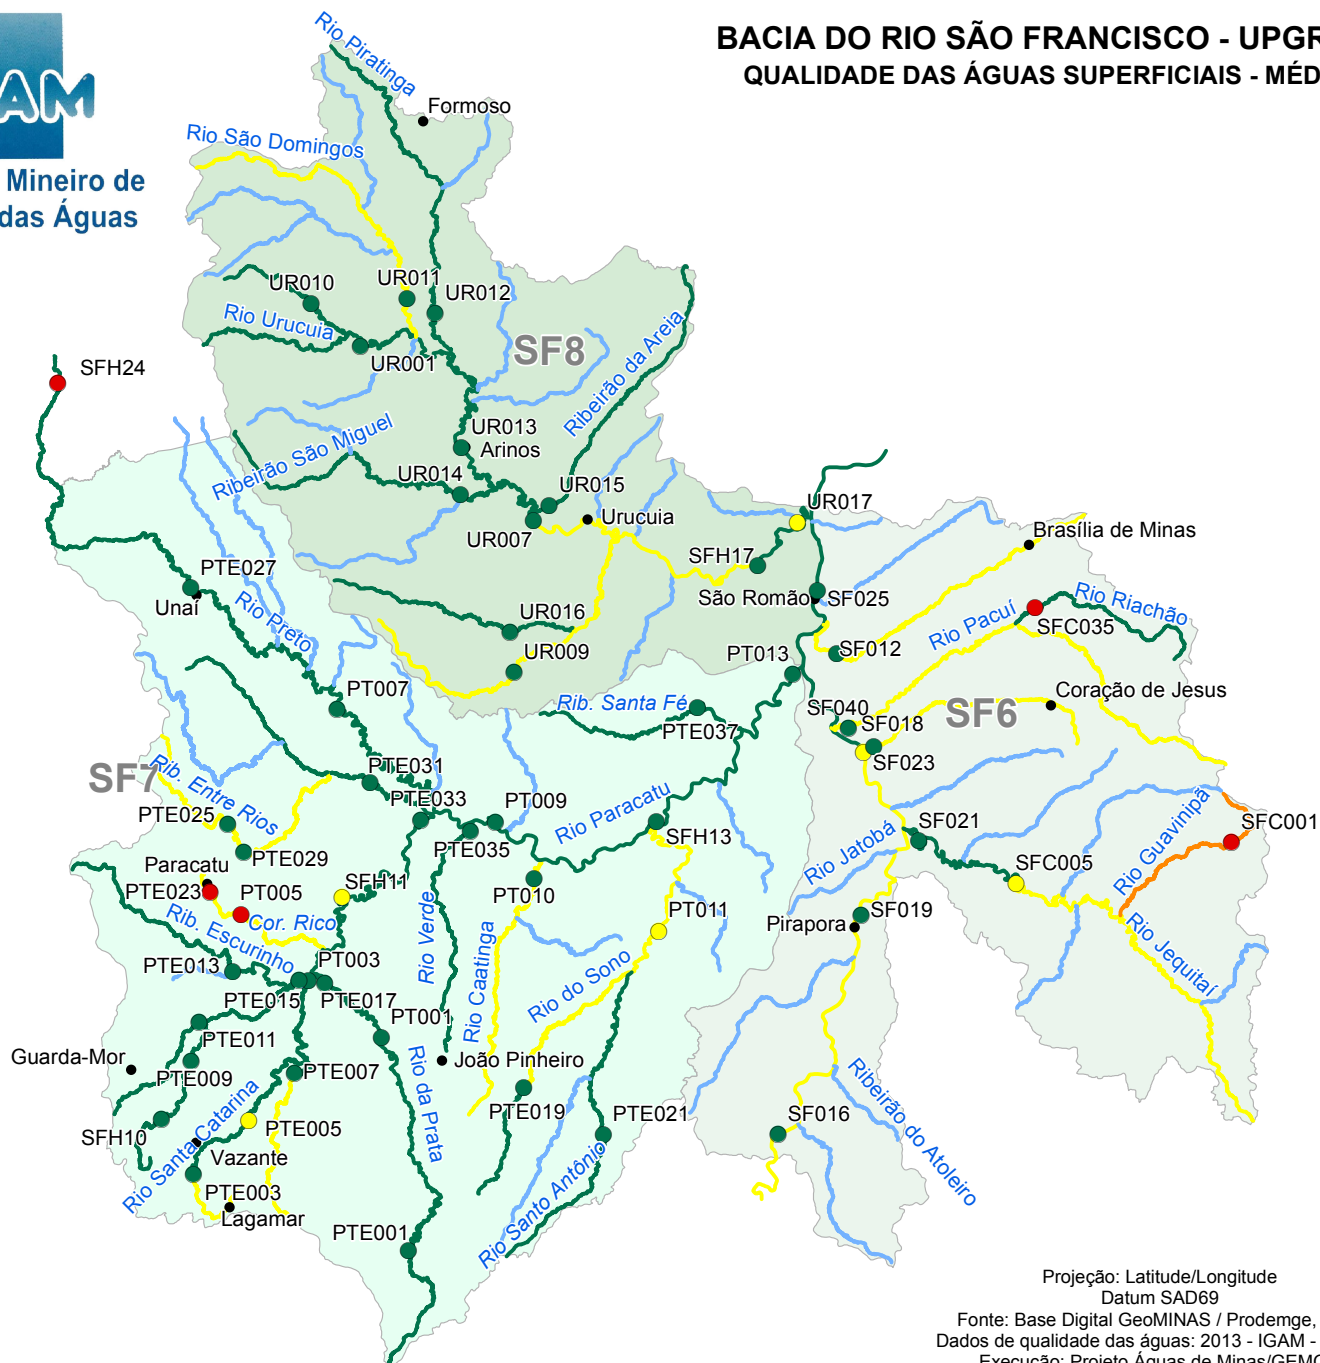 AM
Mineiro de
das Águas
BACIA DO RIO SÃO FRANCISCO - UPGR
QUALIDADE DAS ÁGUAS SUPERFICIAIS - MÉD
Rio Piratinga
Formoso
Rio São Domingos
UR010
UR011
UR012
Rio Urucuia
UR001
SF8
Ribeirão da Areia
SFH24
UR013
Arinos
Ribeirão São Miguel
UR014
UR015
UR007
Urucuia
UR017
Brasília de Minas
SFH17
PTE027
Unaí
Rio Preto
São Romão
SF025
Rio Pacuí
Rio Riachão
SFC035
UR016
UR009
SF012
PT013
PT007
Rib. Santa Fé
PTE037
SF040
SF018
SF023
Coração de Jesus
SF6
SF7
Rib. Entre Rios
PTE031
PTE033
PT009
Rio Paracatu
PTE025
PTE029
PTE035
SFH13
SF021
Rio Jatobá
SFC005
Rio Guavinipã
SFC001
Paracatu
PTE023
PT005
SFH11
Cor. Rico
Rib. Escurinho
Rio Verde
PT010
PT011
Pirapora
SF019
Rio Jequitaí
PTE013
PT003
PTE015
PTE017
PT001
Rio Caatinga
Rio do Sono
PTE011
Guarda-Mor
PTE009
PTE007
Rio da Prata
João Pinheiro
PTE019
PTE021
SF016
Ribeirão do Atoleiro
SFH10
Rio Santa Catarina
PTE005
Vazante
PTE003
Lagamar
PTE001
Rio Santo Antônio
Projeção: Latitude/Longitude
Datum SAD69
Fonte: Base Digital GeoMINAS / Prodemge,
Dados de qualidade das águas: 2013 - IGAM -
Execução: Projeto Águas de Minas/GEMO